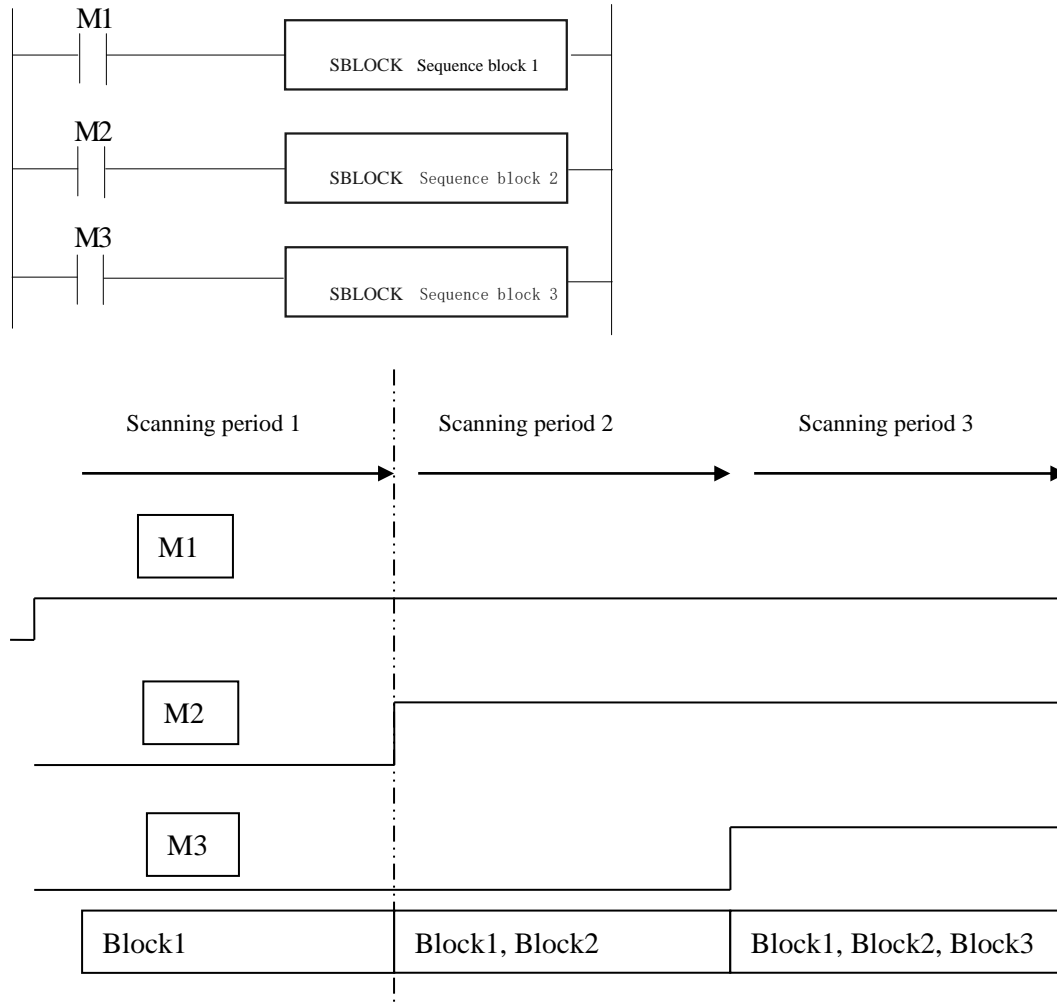 M1
SBLOCK Sequence block 1
M2
SBLOCK Sequence block 2
M3
SBLOCK Sequence block 3
Scanning period 1
Scanning period 2
Scanning period 3
M1
M2
M3
Block1
Block1, Block2
Block1, Block2, Block3